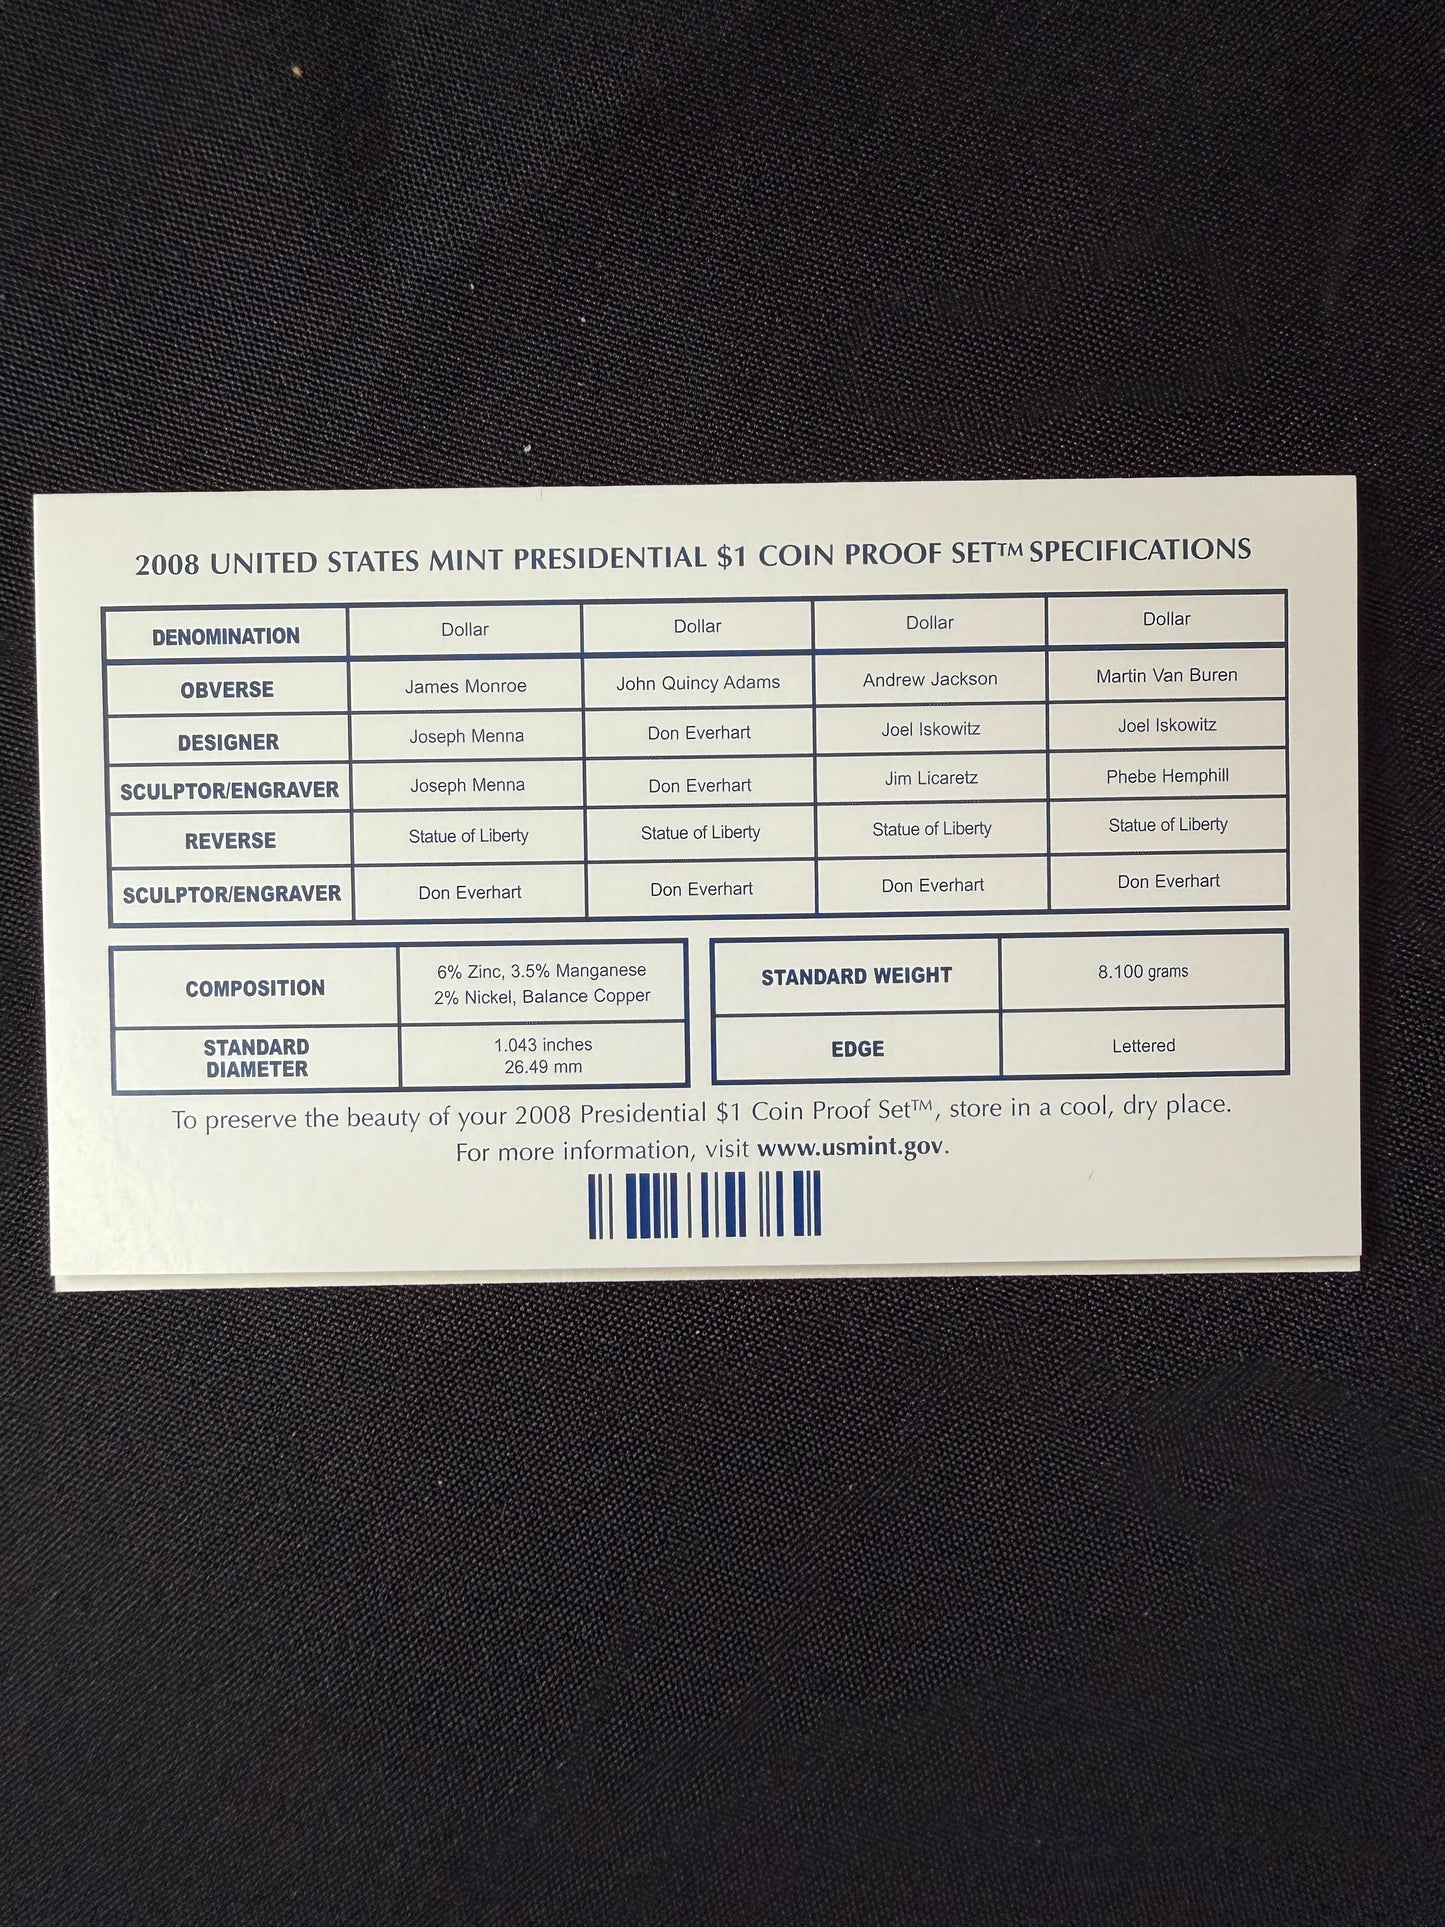 2008 UNITED STATES MINT PRESIDENTIAL $1 COIN PROOF SET™ SPECIFICATIONS
DENOMINATION Dollar Dollar Dollar Dollar
OBVERSE James Monroe John Quincy Adams Andrew Jackson Martin Van Buren
DESIGNER Joseph Menna Don Everhart Joel Iskowitz Joel Iskowitz
SCULPTOR/ENGRAVER Joseph Menna Don Everhart Jim Licaretz Phebe Hemphill
REVERSE Statue of Liberty Statue of Liberty Statue of Liberty Statue of Liberty
SCULPTOR/ENGRAVER Don Everhart Don Everhart Don Everhart Don Everhart
COMPOSITION
6% Zinc, 3.5% Manganese
2% Nickel, Balance Copper
STANDARD
DIAMETER
1.043 inches
26.49 mm
STANDARD WEIGHT 8.100 grams
EDGE Lettered
To preserve the beauty of your 2008 Presidential $1 Coin Proof Set™, store in a cool, dry place.
For more information, visit www.usmint.gov.